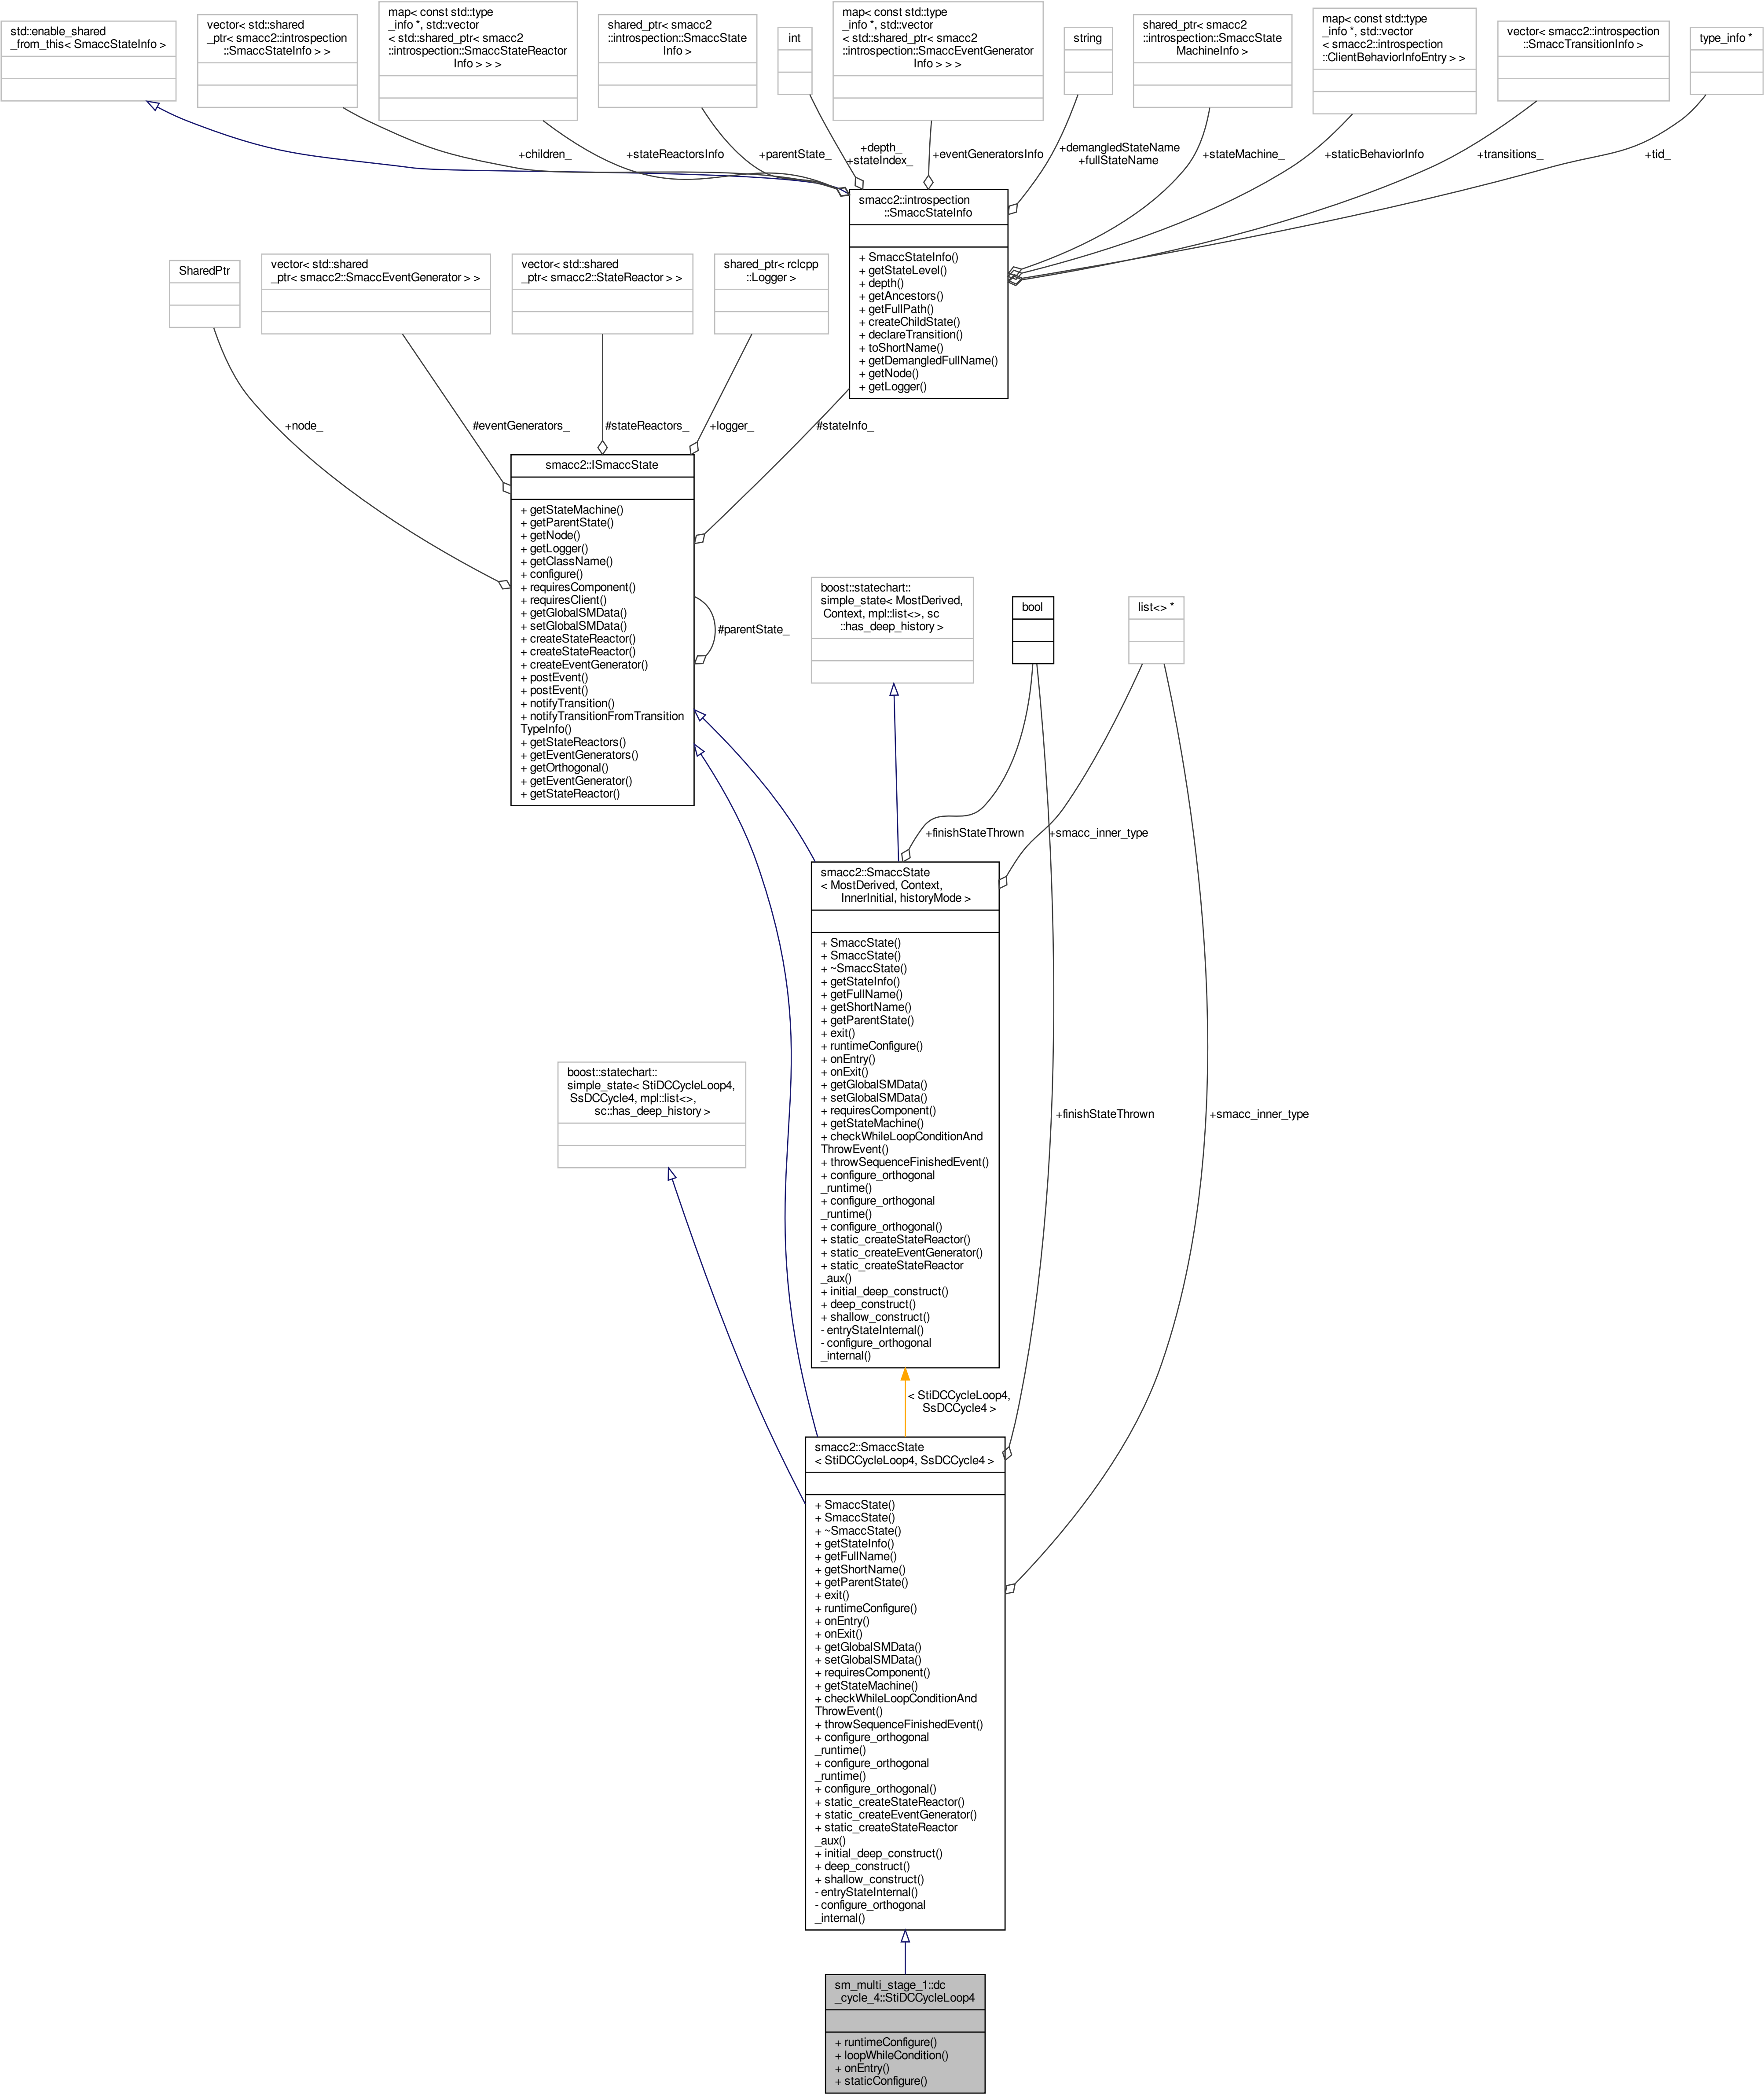 std::enable_shared
_from_this< SmaccStateInfo >
vector< std::shared
_ptr< smacc2::introspection
::SmaccStateInfo > >
map< const std::type
_info *, std::vector
< std::shared_ptr< smacc2
::introspection::SmaccStateReactor
Info > > >
shared_ptr< smacc2
::introspection::SmaccState
Info >
int
map< const std::type
_info *, std::vector
< std::shared_ptr< smacc2
::introspection::SmaccEventGenerator
Info > > >
string
shared_ptr< smacc2
::introspection::SmaccState
MachineInfo >
map< const std::type
_info *, std::vector
< smacc2::introspection
::ClientBehaviorInfoEntry > >
vector< smacc2::introspection
::SmaccTransitionInfo >
type_info *
+children_
+stateReactorsInfo
+parentState_
+depth_
+stateIndex_
+eventGeneratorsInfo
+demangledStateName
+fullStateName
+stateMachine_
+staticBehaviorInfo
+transitions_
+tid_
smacc2::introspection
::SmaccStateInfo
+ SmaccStateInfo()
+ getStateLevel()
+ depth()
+ getAncestors()
+ getFullPath()
+ createChildState()
+ declareTransition()
+ toShortName()
+ getDemangledFullName()
+ getNode()
+ getLogger()
SharedPtr
vector< std::shared
_ptr< smacc2::SmaccEventGenerator > >
vector< std::shared
_ptr< smacc2::StateReactor > >
shared_ptr< rclcpp
::Logger >
+node_
#eventGenerators_
#stateReactors_
+logger_
#stateInfo_
smacc2::ISmaccState
+ getStateMachine()
+ getParentState()
+ getNode()
+ getLogger()
+ getClassName()
+ configure()
+ requiresComponent()
+ requiresClient()
+ getGlobalSMData()
+ setGlobalSMData()
+ createStateReactor()
+ createStateReactor()
+ createEventGenerator()
+ postEvent()
+ postEvent()
+ notifyTransition()
+ notifyTransitionFromTransition
TypeInfo()
+ getStateReactors()
+ getEventGenerators()
+ getOrthogonal()
+ getEventGenerator()
+ getStateReactor()
#parentState_
boost::statechart::
simple_state< MostDerived,
Context, mpl::list<>, sc
::has_deep_history >
bool
list<> *
+finishStateThrown
+smacc_inner_type
smacc2::SmaccState
< MostDerived, Context,
InnerInitial, historyMode >
+ SmaccState()
+ SmaccState()
+ ~SmaccState()
+ getStateInfo()
+ getFullName()
+ getShortName()
+ getParentState()
+ exit()
+ runtimeConfigure()
+ onEntry()
+ onExit()
+ getGlobalSMData()
+ setGlobalSMData()
+ requiresComponent()
+ getStateMachine()
+ checkWhileLoopConditionAnd
ThrowEvent()
+ throwSequenceFinishedEvent()
+ configure_orthogonal
_runtime()
+ configure_orthogonal
_runtime()
+ configure_orthogonal()
+ static_createStateReactor()
+ static_createEventGenerator()
+ static_createStateReactor
_aux()
+ initial_deep_construct()
+ deep_construct()
+ shallow_construct()
- entryStateInternal()
- configure_orthogonal
_internal()
boost::statechart::
simple_state< StiDCCycleLoop4,
SsDCCycle4, mpl::list<>,
sc::has_deep_history >
+finishStateThrown
+smacc_inner_type
< StiDCCycleLoop4,
SsDCCycle4 >
smacc2::SmaccState
< StiDCCycleLoop4, SsDCCycle4 >
+ SmaccState()
+ SmaccState()
+ ~SmaccState()
+ getStateInfo()
+ getFullName()
+ getShortName()
+ getParentState()
+ exit()
+ runtimeConfigure()
+ onEntry()
+ onExit()
+ getGlobalSMData()
+ setGlobalSMData()
+ requiresComponent()
+ getStateMachine()
+ checkWhileLoopConditionAnd
ThrowEvent()
+ throwSequenceFinishedEvent()
+ configure_orthogonal
_runtime()
+ configure_orthogonal
_runtime()
+ configure_orthogonal()
+ static_createStateReactor()
+ static_createEventGenerator()
+ static_createStateReactor
_aux()
+ initial_deep_construct()
+ deep_construct()
+ shallow_construct()
- entryStateInternal()
- configure_orthogonal
_internal()
sm_multi_stage_1::dc
_cycle_4::StiDCCycleLoop4
+ runtimeConfigure()
+ loopWhileCondition()
+ onEntry()
+ staticConfigure()